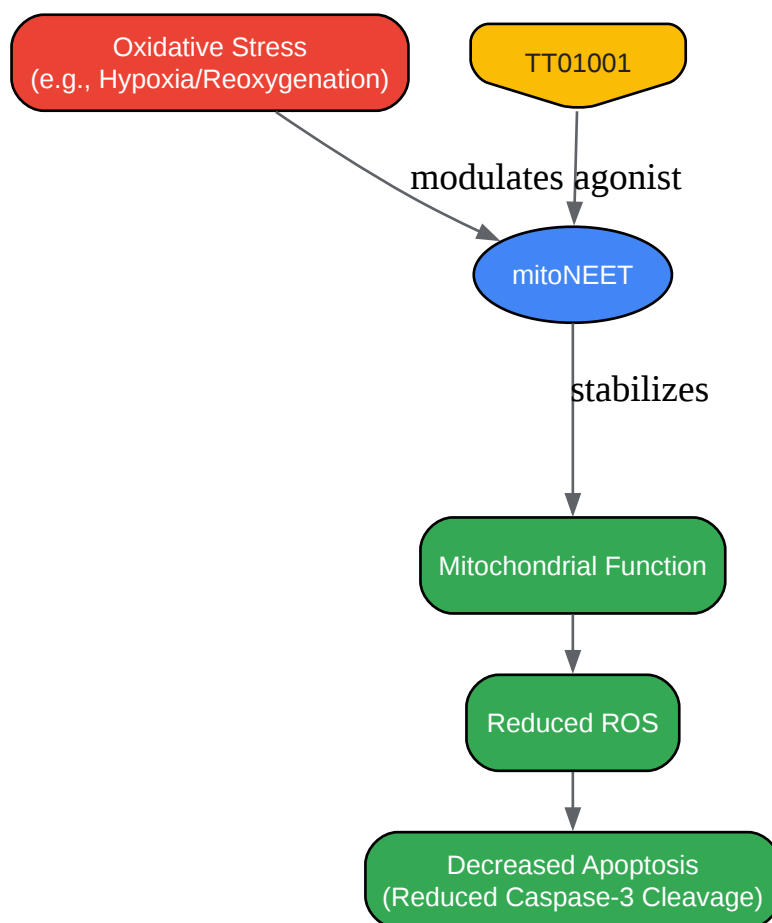 Oxidative Stress
(e.g., Hypoxia/Reoxygenation)
TT01001
modulates
agonist
mitoNEET
stabilizes
Mitochondrial Function
Reduced ROS
Decreased Apoptosis
(Reduced Caspase-3 Cleavage)